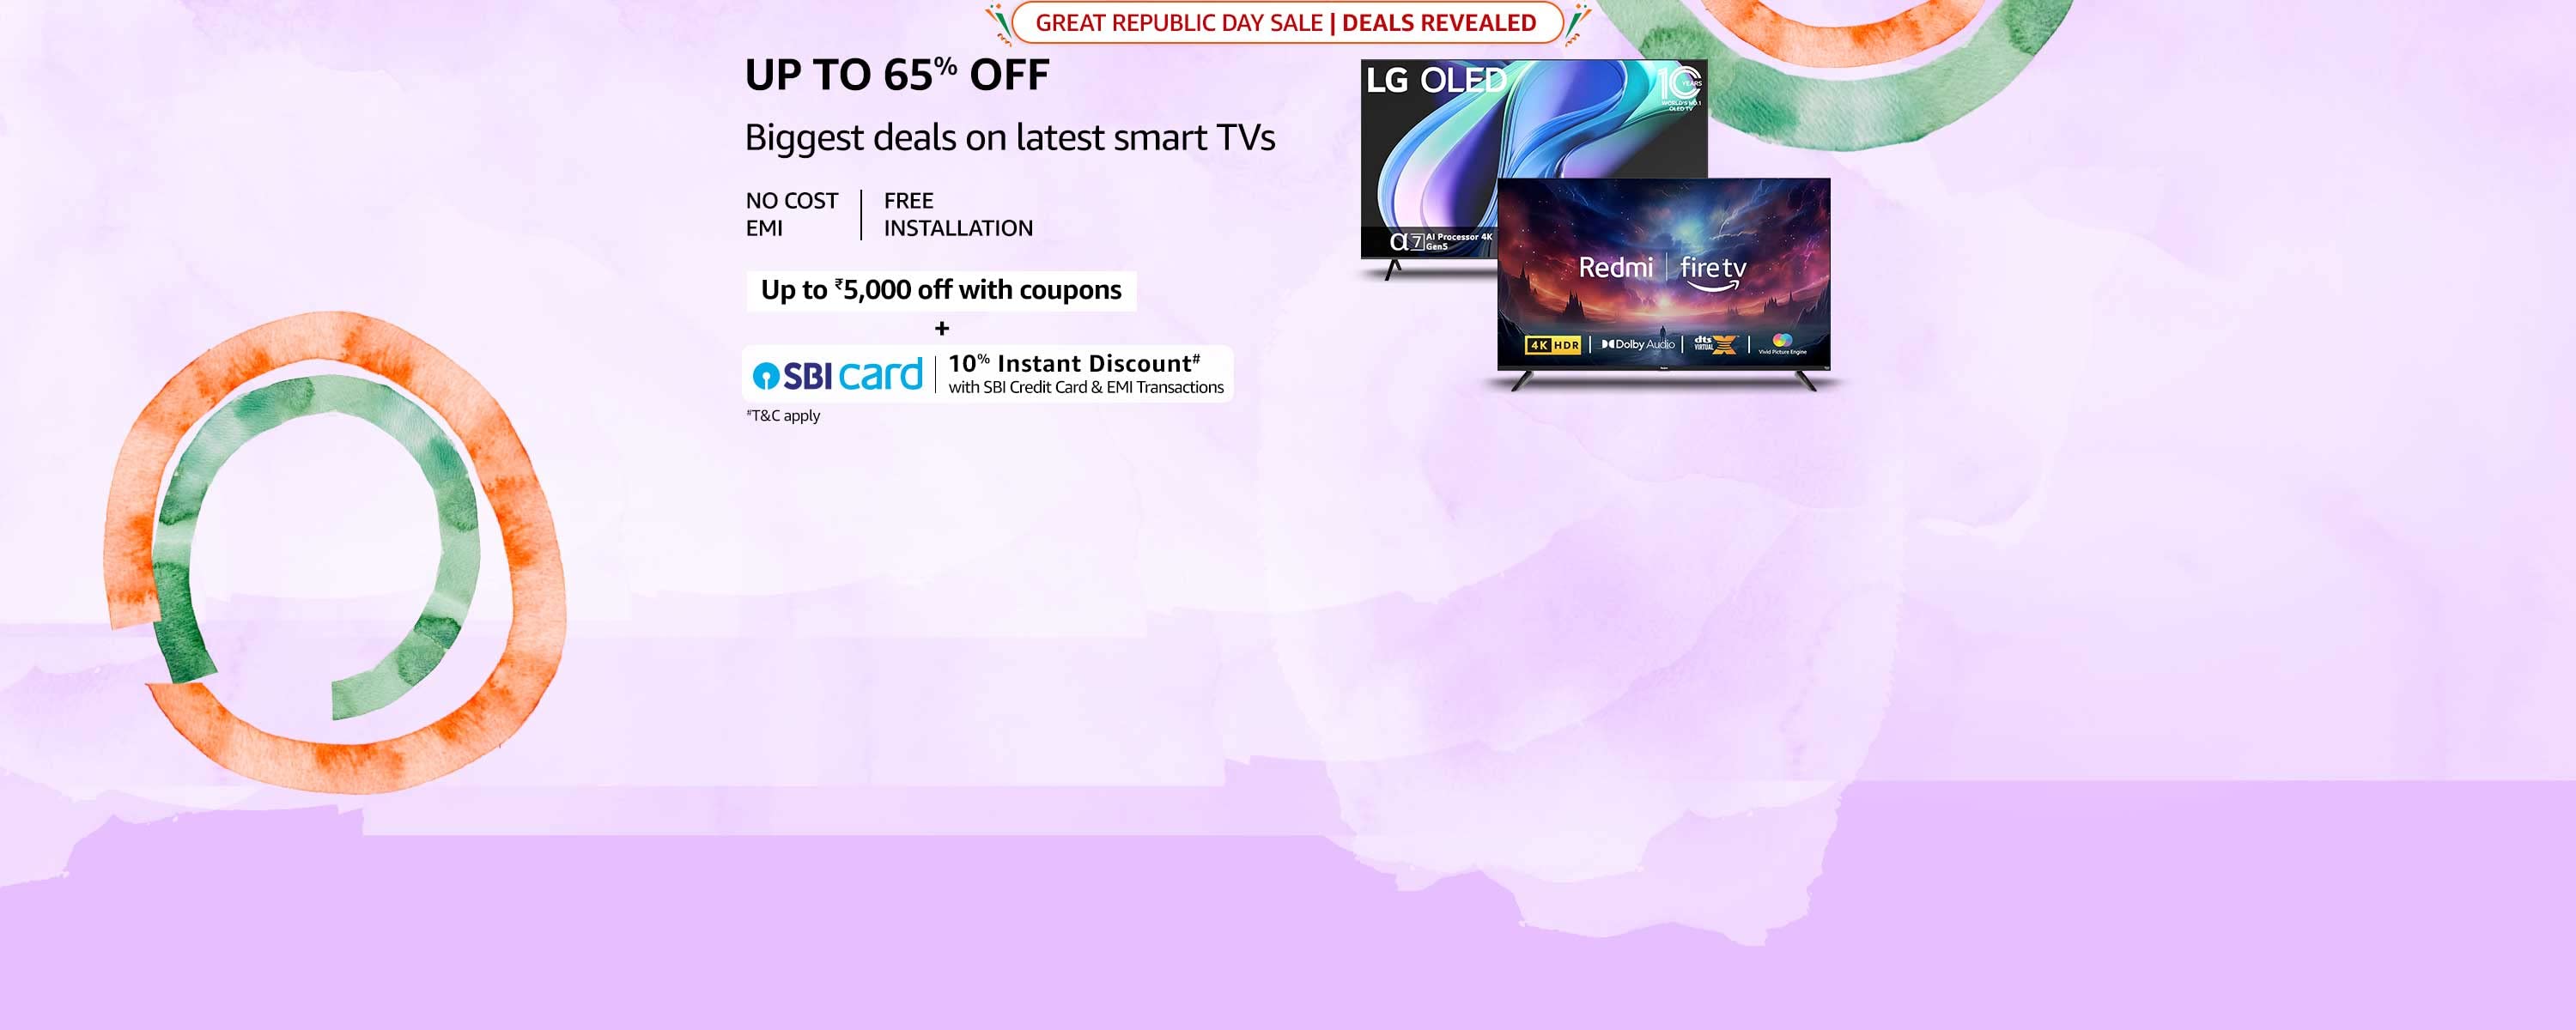 GREAT REPUBLIC DAY SALE | DEALS REVEALED
UP TO 65% OFF
Biggest deals on latest smart TVs
NO COST
EMI
FREE
INSTALLATION
Up to ₹5,000 off with coupons
+
SBI card
10% Instant Discount#
with SBI Credit Card & EMI Transactions
#T&C apply
LG OLED
10 YEARS
WORLD'S NO.1
OLED TV
α7 AI Processor 4K
Gen5
Redmi | fire tv
4K HDR | Dolby Audio | dts VIRTUAL X | Vivid Picture Engine